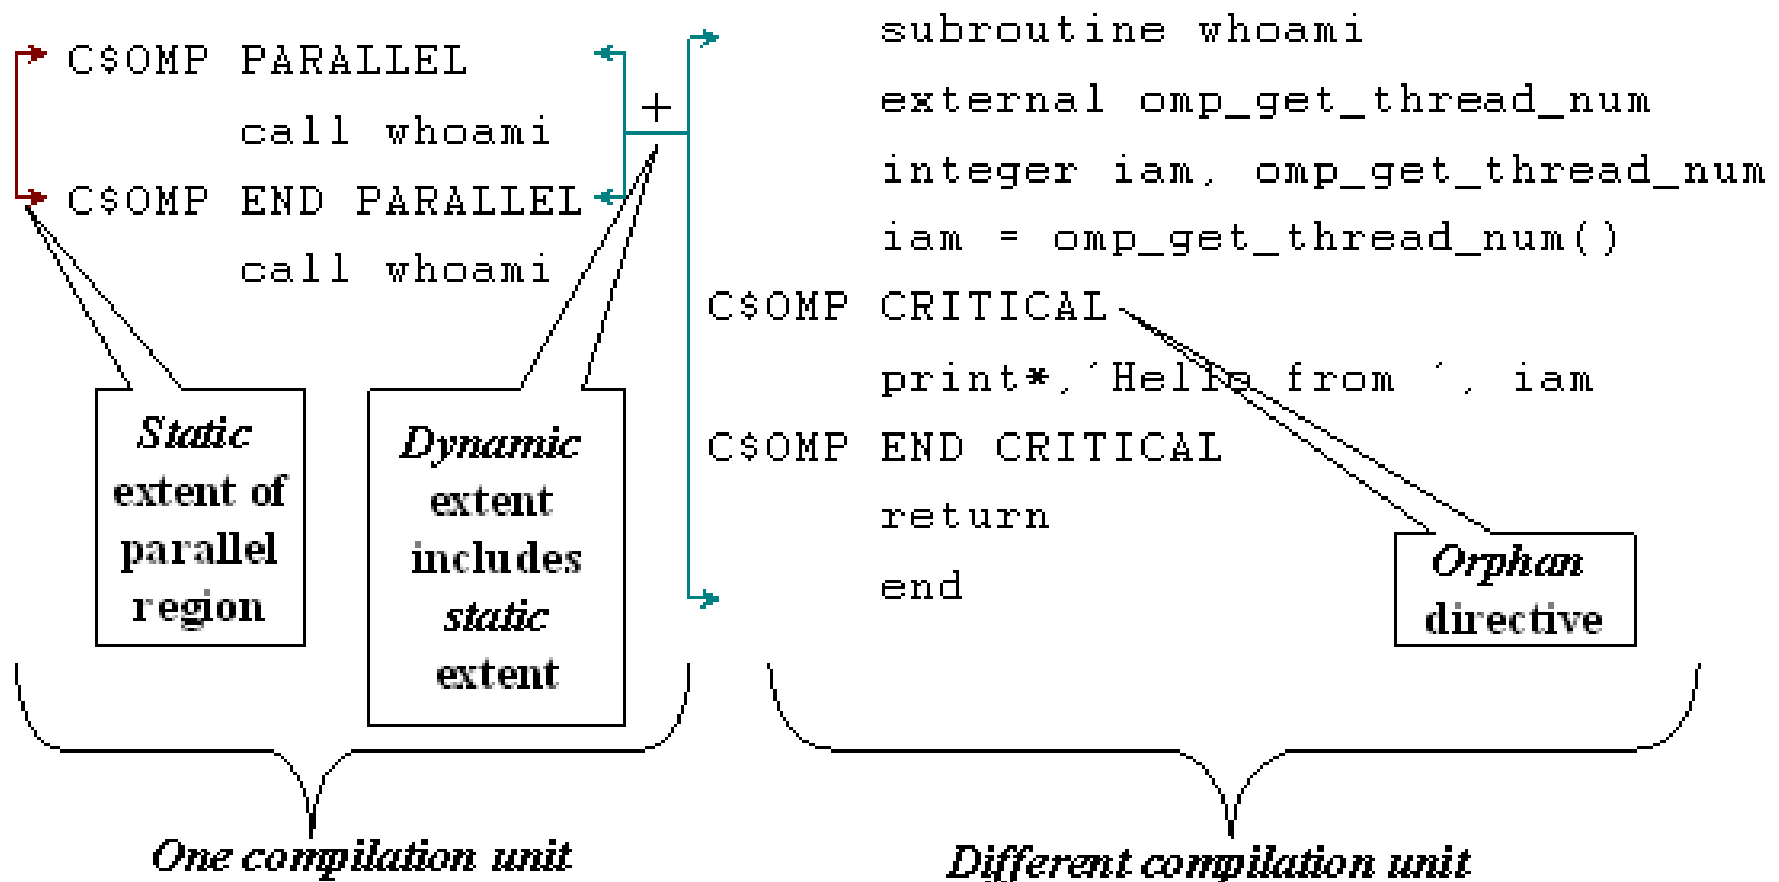 C$OMP PARALLEL
call whoami
C$OMP END PARALLEL
call whoami
+
Static
extent of
parallel
region
Dynamic
extent
includes
static
extent
One compilation unit
subroutine whoami
external omp_get_thread_num
integer iam, omp_get_thread_num
iam = omp_get_thread_num()
C$OMP CRITICAL
print*,´Hello from ´, iam
C$OMP END CRITICAL
return
end
Orphan
directive
Different compilation unit